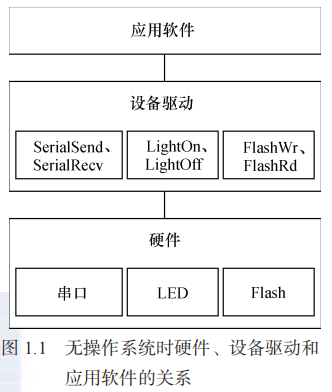 应用软件
设备驱动
SerialSend、
SerialRecv
LightOn、
LightOff
FlashWr、
FlashRd
硬件
串口
LED
Flash
图 1.1 无操作系统时硬件、设备驱动和
应用软件的关系